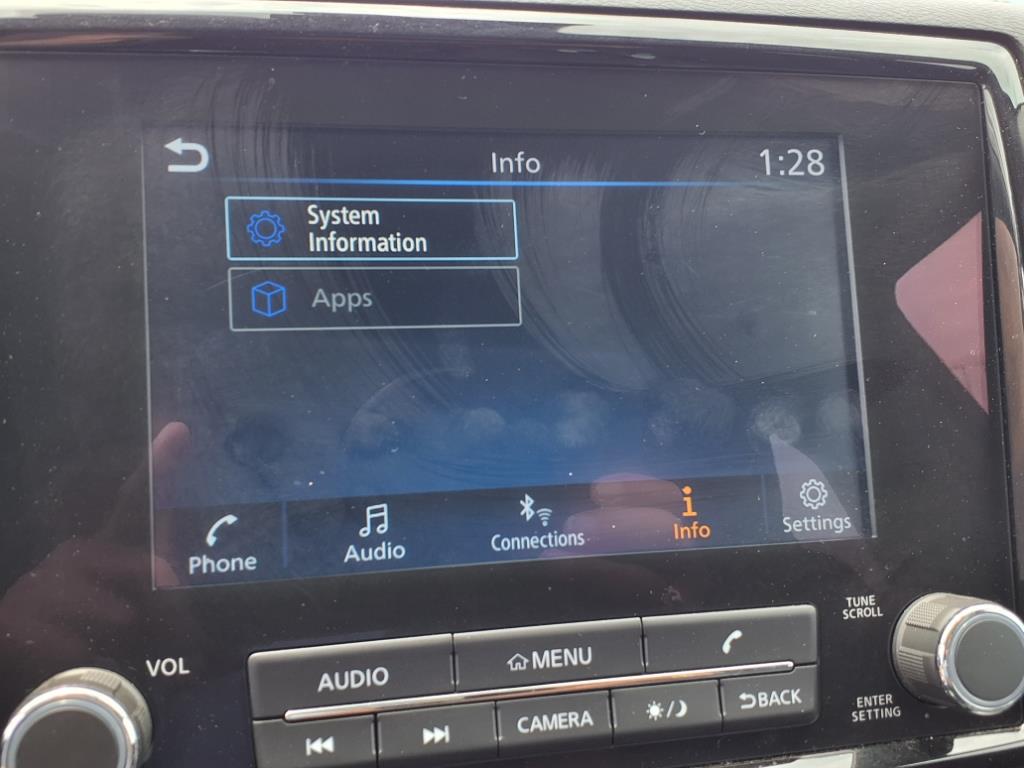 Info
1:28
System
Information
Apps
Phone
Audio
Connections
Info
Settings
TUNE
SCROLL
VOL
AUDIO
MENU
CAMERA
BACK
ENTER
SETTING